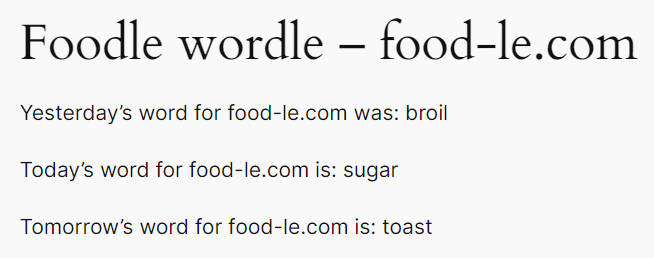 Foodle wordle – food-le.com
Yesterday’s word for food-le.com was: broil
Today’s word for food-le.com is: sugar
Tomorrow’s word for food-le.com is: toast